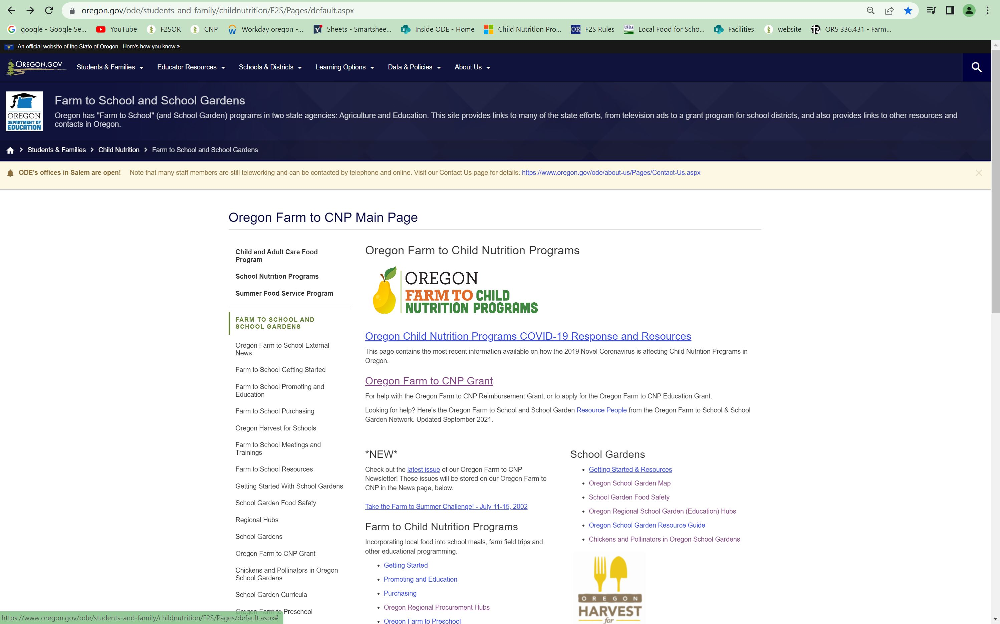 oregon.gov/ode/students-and-family/childnutrition/F2S/Pages/default.aspx
google - Google Se... YouTube F2SOR CNP Workday oregon -... Sheets - Smartshee... Inside ODE - Home Child Nutrition Pro... OR F2S Rules USDA Local Food for Scho... Facilities website ORS 336.431 - Farm...
An official website of the State of Oregon Here's how you know »
OREGON.GOV Students & Families Educator Resources Schools & Districts Learning Options Data & Policies About Us
OREGON
DEPARTMENT OF
EDUCATION
Farm to School and School Gardens
Oregon has "Farm to School" (and School Garden) programs in two state agencies: Agriculture and Education. This site provides links to many of the state efforts, from television ads to a grant program for school districts, and also provides links to other resources and
contacts in Oregon.
Students & Families Child Nutrition Farm to School and School Gardens
ODE's offices in Salem are open! Note that many staff members are still teleworking and can be contacted by telephone and online. Visit our Contact Us page for details: https://www.oregon.gov/ode/about-us/Pages/Contact-Us.aspx
Oregon Farm to CNP Main Page
Child and Adult Care Food
Program
School Nutrition Programs
Summer Food Service Program
FARM TO SCHOOL AND
SCHOOL GARDENS
Oregon Farm to School External
News
Farm to School Getting Started
Farm to School Promoting and
Education
Farm to School Purchasing
Oregon Harvest for Schools
Farm to School Meetings and
Trainings
Farm to School Resources
Getting Started With School Gardens
School Garden Food Safety
Regional Hubs
School Gardens
Oregon Farm to CNP Grant
Chickens and Pollinators in Oregon
School Gardens
School Garden Curricula
Oregon Farm to Preschool
Oregon Farm to Child Nutrition Programs
OREGON
FARM TO CHILD
NUTRITION PROGRAMS
Oregon Child Nutrition Programs COVID-19 Response and Resources
This page contains the most recent information available on how the 2019 Novel Coronavirus is affecting Child Nutrition Programs in
Oregon.
Oregon Farm to CNP Grant
For help with the Oregon Farm to CNP Reimbursement Grant, or to apply for the Oregon Farm to CNP Education Grant.
Looking for help? Here's the Oregon Farm to School and School Garden Resource People from the Oregon Farm to School & School
Garden Network. Updated September 2021.
*NEW*
Check out the latest issue of our Oregon Farm to CNP
Newsletter! These issues will be stored on our Oregon Farm to
CNP in the News page, below.
Take the Farm to Summer Challenge! - July 11-15, 2002
Farm to Child Nutrition Programs
Incorporating local food into school meals, farm field trips and
other educational programming.
• Getting Started
• Promoting and Education
• Purchasing
• Oregon Regional Procurement Hubs
• Oregon Farm to Preschool
School Gardens
• Getting Started & Resources
• Oregon School Garden Map
• School Garden Food Safety
• Oregon Regional School Garden (Education) Hubs
• Oregon School Garden Resource Guide
• Chickens and Pollinators in Oregon School Gardens
OREGON
HARVEST
for
https://www.oregon.gov/ode/students-and-family/childnutrition/F2S/Pages/default.aspx#